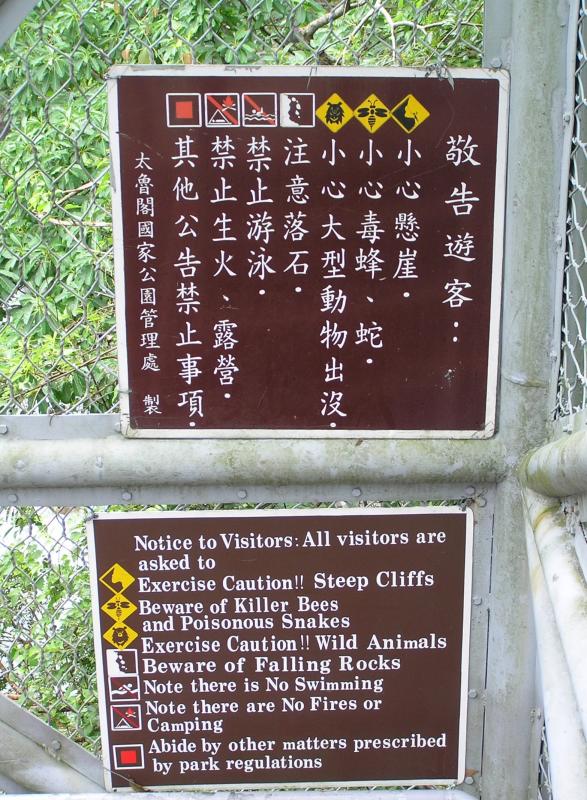 敬告遊客：
小心懸崖．
小心毒蜂、蛇．
小心大型動物出沒．
注意落石．
禁止游泳．
禁止生火、露營．
其他公告禁止事項．
太魯閣國家公園管理處 製
Notice to Visitors: All visitors are
asked to
Exercise Caution!! Steep Cliffs
Beware of Killer Bees
and Poisonous Snakes
Exercise Caution!! Wild Animals
Beware of Falling Rocks
Note there is No Swimming
Note there are No Fires or
Camping
Abide by other matters prescribed
by park regulations